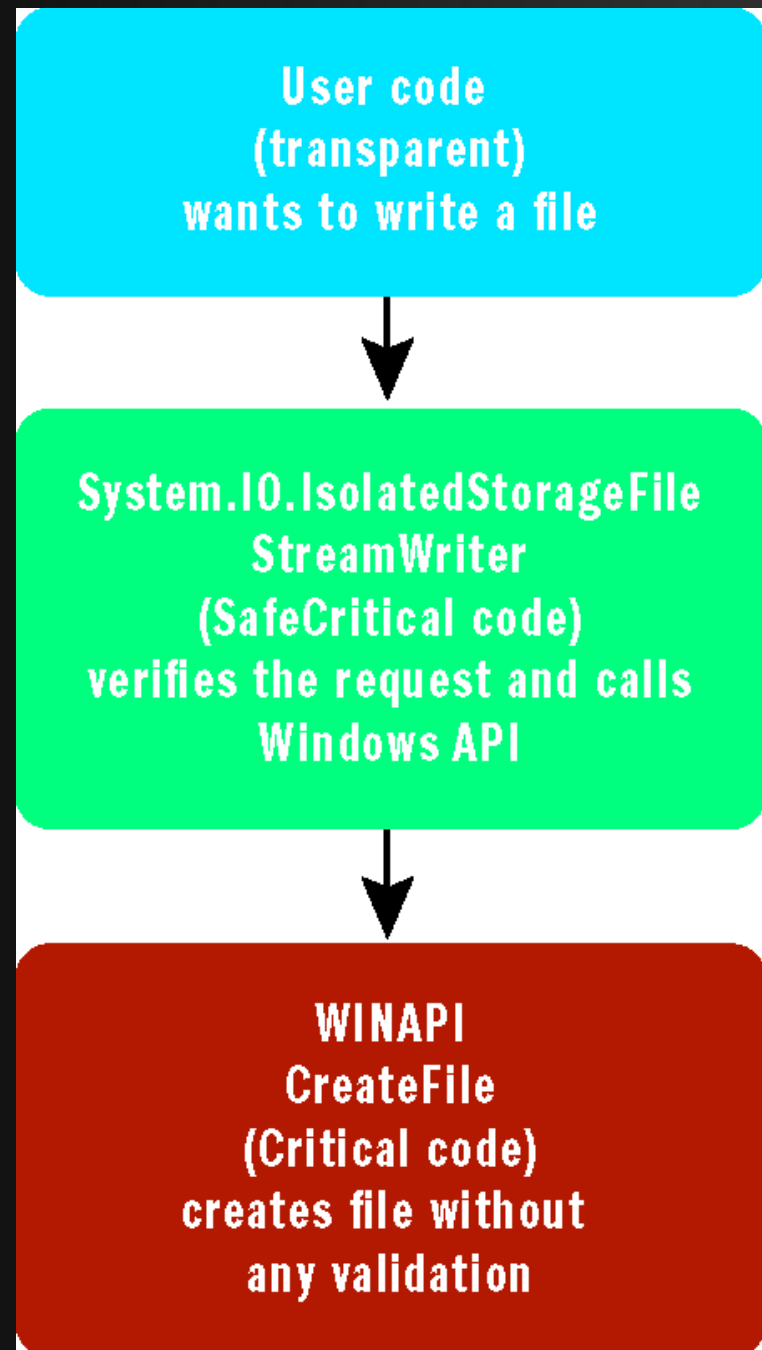 User code
(transparent)
wants to write a file
System.IO.IsolatedStorageFile
StreamWriter
(SafeCritical code)
verifies the request and calls
Windows API
WINAPI
CreateFile
(Critical code)
creates file without
any validation